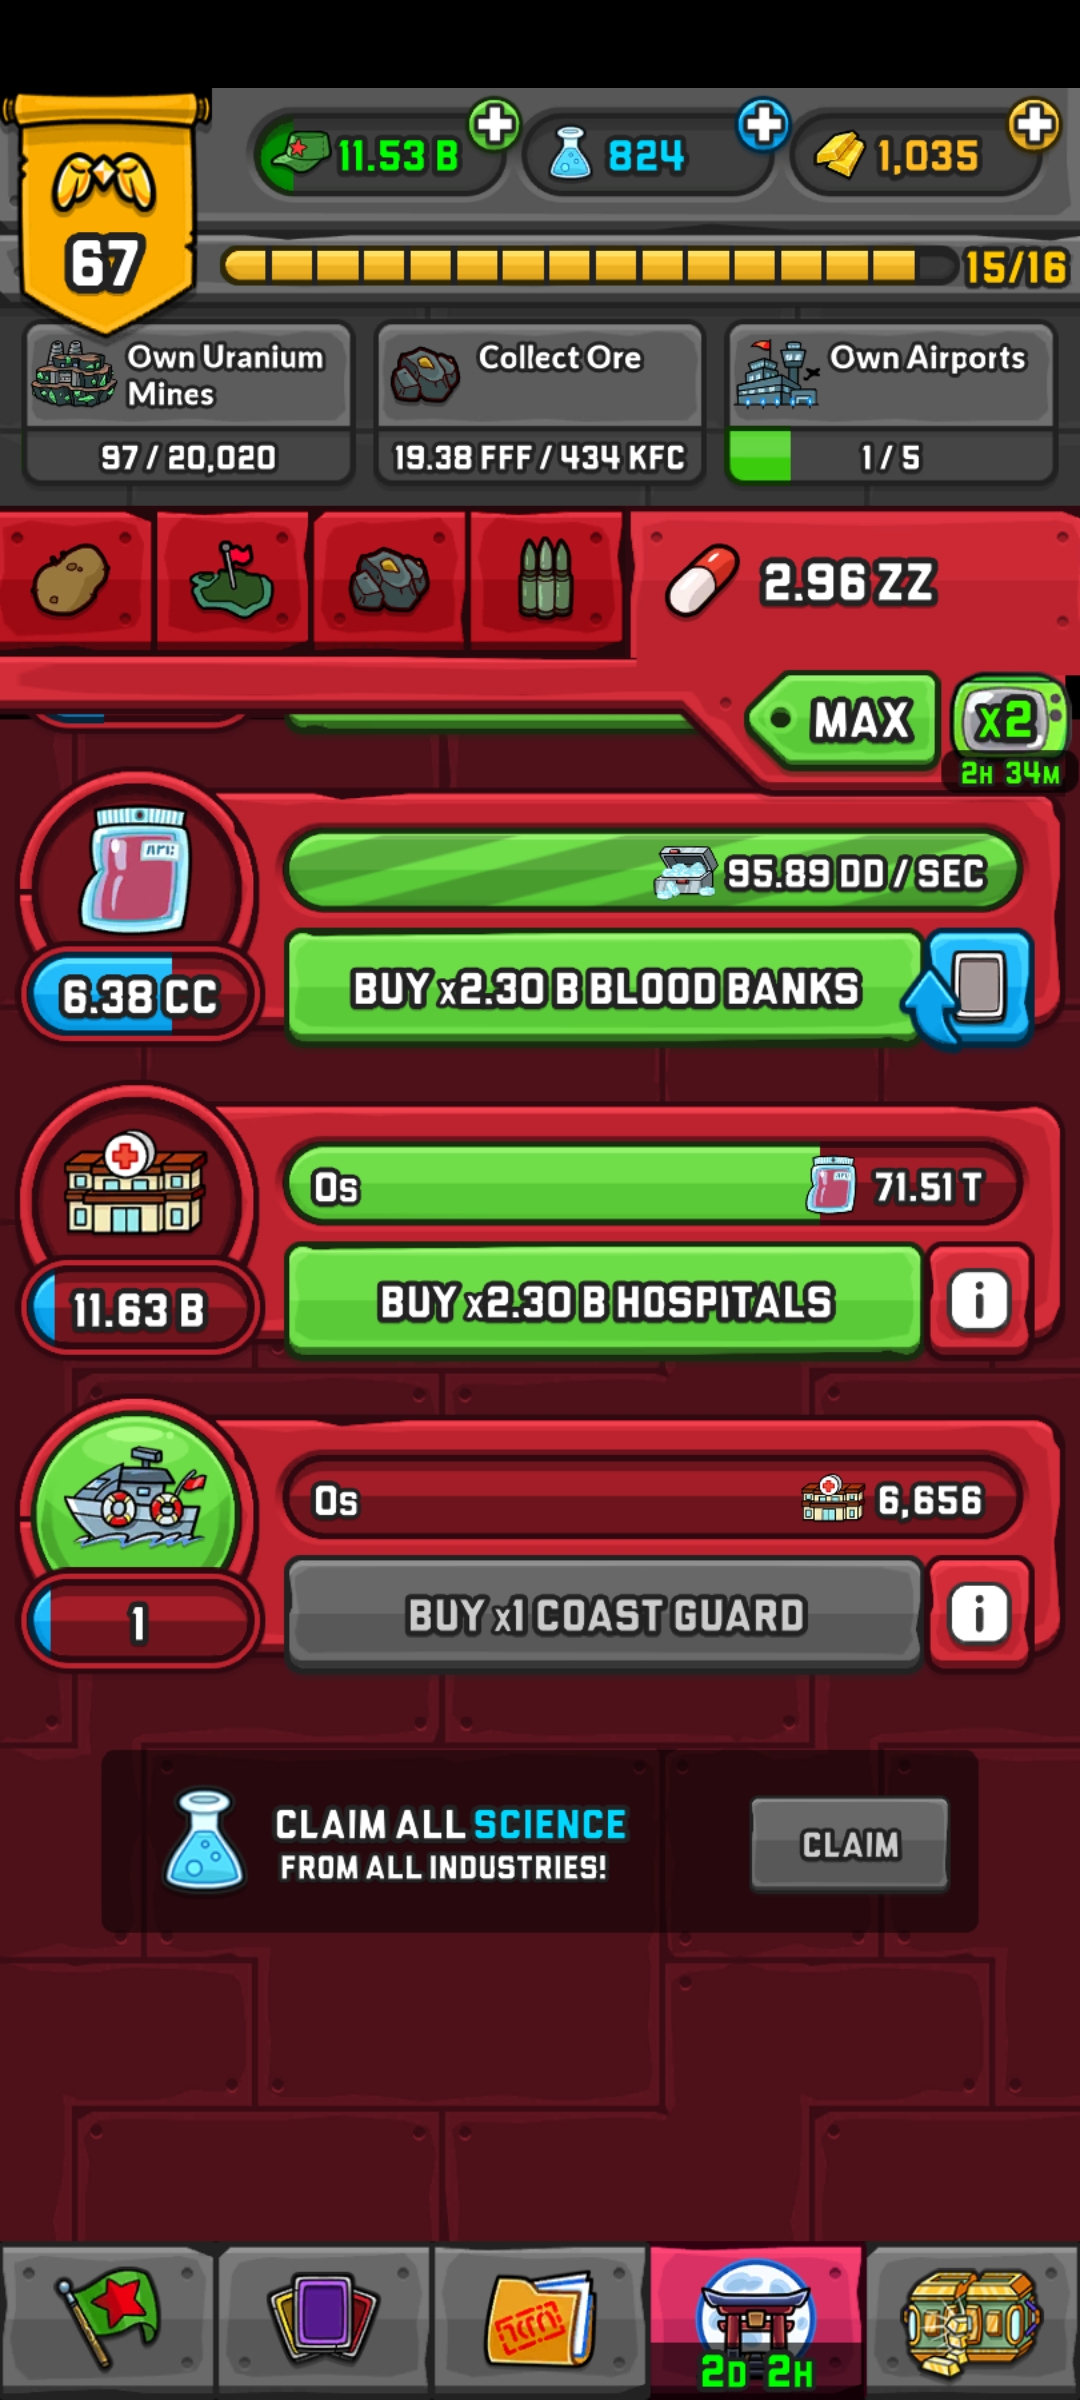 11.53 B
824
1,035
67
15/16
Own Uranium
Mines
97 / 20,020
Collect Ore
19.38 FFF / 434 KFC
Own Airports
1 / 5
2.96 ZZ
MAX
x2
2H 34M
95.89 DD / SEC
6.38 CC
BUY x2.30 B BLOOD BANKS
0s
71.51 T
11.63 B
BUY x2.30 B HOSPITALS
i
0s
6,656
1
BUY x1 COAST GUARD
i
CLAIM ALL SCIENCE
FROM ALL INDUSTRIES!
CLAIM
2D 2H